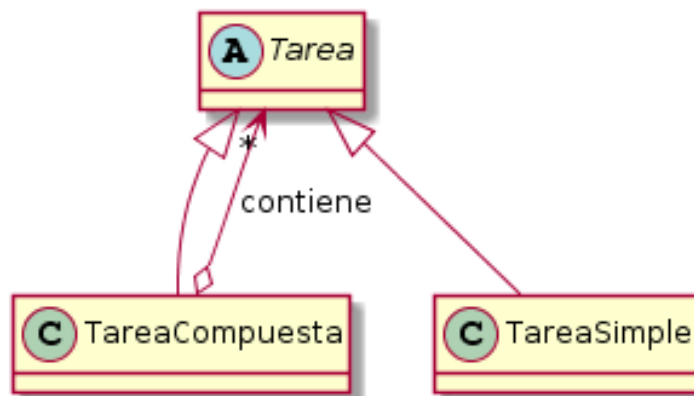 A Tarea
*
contiene
C TareaCompuesta
C TareaSimple